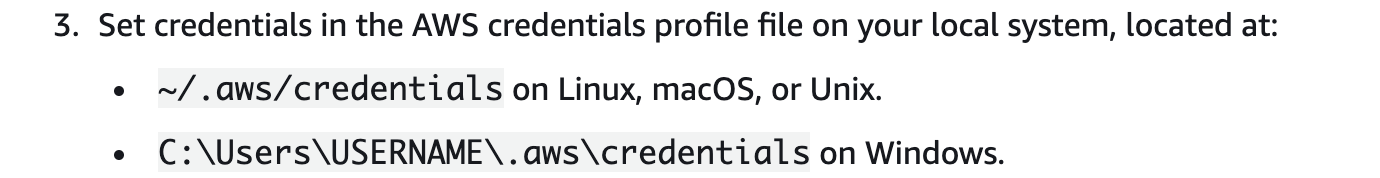 3. Set credentials in the AWS credentials profile file on your local system, located at:
• ~/.aws/credentials on Linux, macOS, or Unix.
• C:\Users\USERNAME\.aws\credentials on Windows.